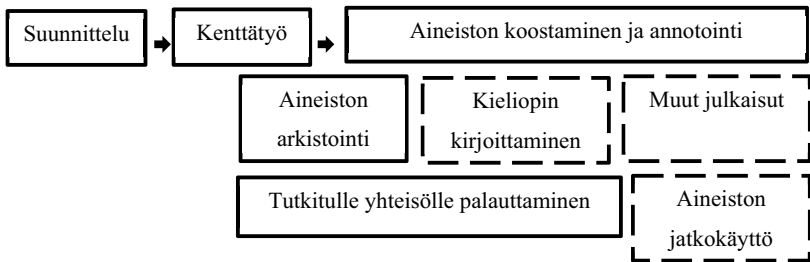 Suunnittelu
Kenttätyö
Aineiston koostaminen ja annotointi
Aineiston
arkistointi
Kieliopin
kirjoittaminen
Muut julkaisut
Tutkitulle yhteisölle palauttaminen
Aineiston
jatkokäyttö